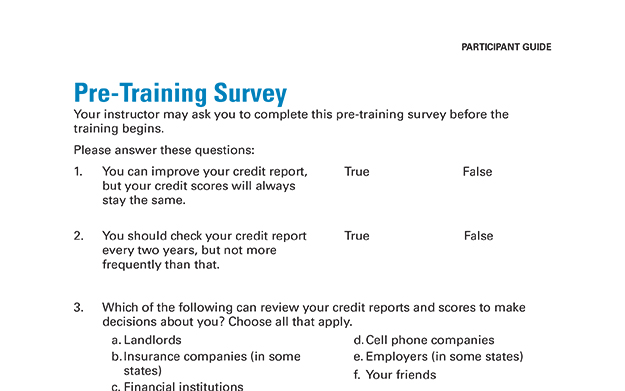 PARTICIPANT GUIDE
Pre-Training Survey
Your instructor may ask you to complete this pre-training survey before the
training begins.
Please answer these questions:
1. You can improve your credit report, True False
but your credit scores will always
stay the same.
2. You should check your credit report True False
every two years, but not more
frequently than that.
3. Which of the following can review your credit reports and scores to make
decisions about you? Choose all that apply.
a. Landlords
b. Insurance companies (in some
states)
c. Financial institutions
d. Cell phone companies
e. Employers (in some states)
f. Your friends